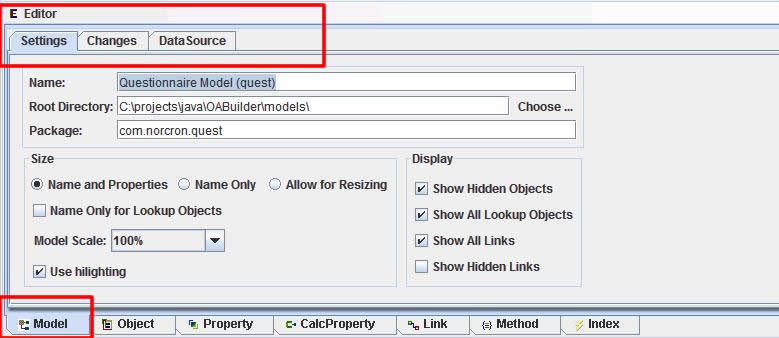 E Editor
Settings Changes DataSource
Name: Questionnaire Model (quest)
Root Directory: C:\projects\java\OABuilder\models\ Choose ...
Package: com.norcron.quest
Size
Name and Properties Name Only Allow for Resizing
Name Only for Lookup Objects
Model Scale: 100%
Use hilighting
Display
Show Hidden Objects
Show All Lookup Objects
Show All Links
Show Hidden Links
Model Object Property CalcProperty Link Method Index